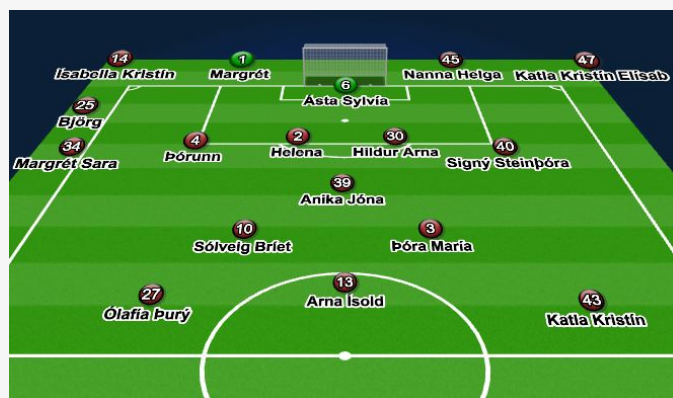 14
Isabella Kristín
1
Margrét
45
Nanna Helga
47
Katla Kristín Elísab
6
Ásta Sylvía
25
Björg
34
Margrét Sara
4
Þórunn
2
Helena
30
Hildur Arna
40
Signý Steinþóra
39
Anika Jóna
10
Sólveig Bríet
3
Þóra María
27
Ólafía Þurý
13
Arna Ísold
43
Katla Kristín